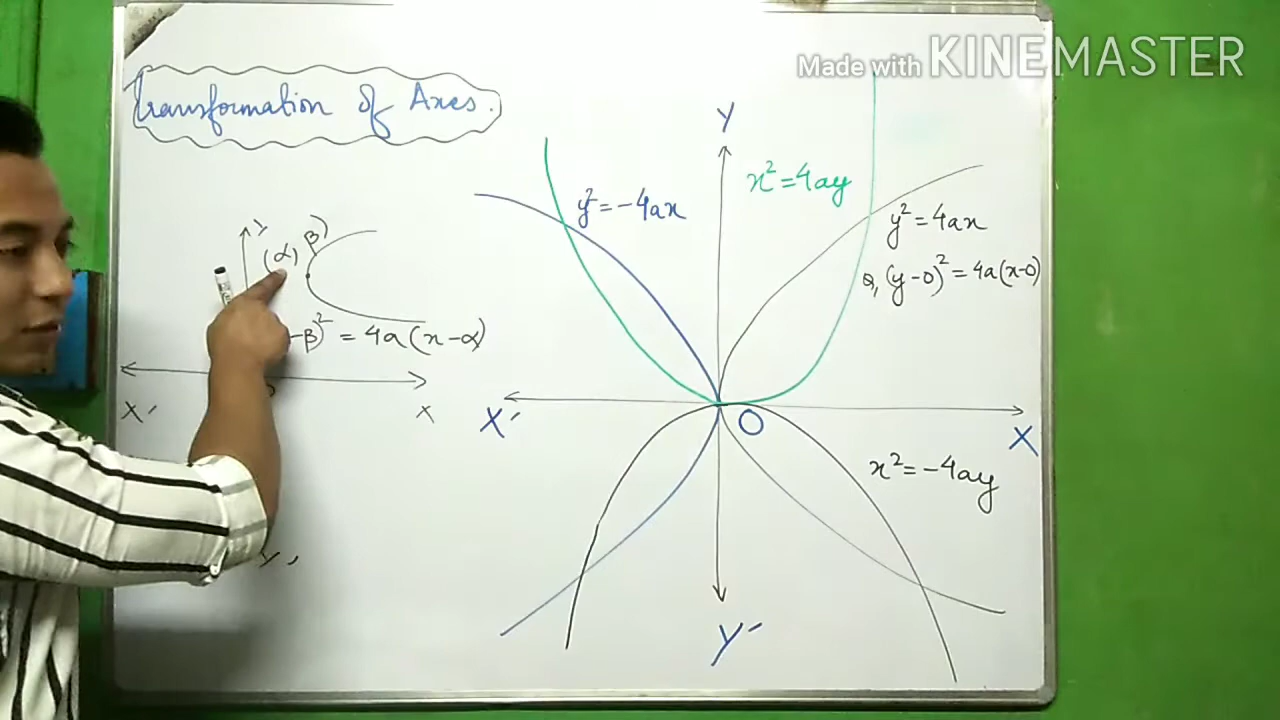 Made with KINEMASTER
Transformation of Axes.
Y
(α, β)
-β)² = 4a(x-α)
X′
X
Y′
Y
x²=4ay
y²=-4ax
y²=4ax
(y-0)²=4a(x-0)
X′
O
X
x²=-4ay
Y′